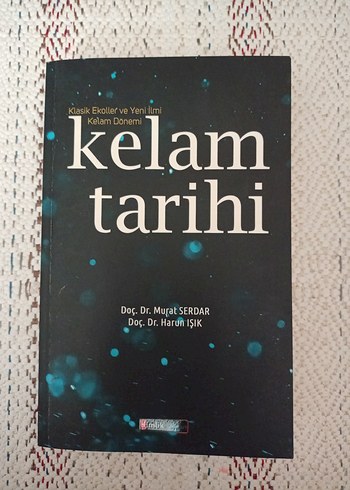 Klasik Ekoller ve Yeni İlmi
Kelam Dönemi
kelam
tarihi
Doç. Dr. Murat SERDAR
Doç. Dr. Harun IŞIK